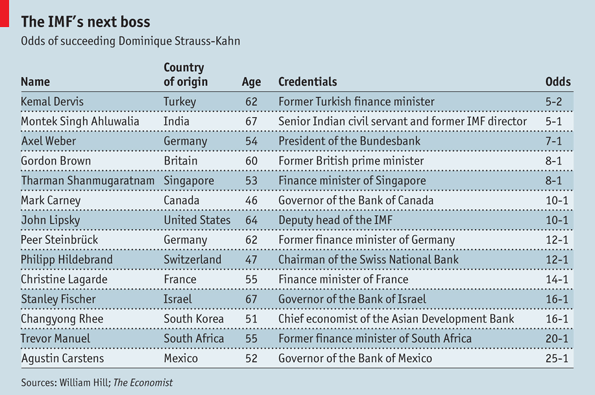 The IMF's next boss
Odds of succeeding Dominique Strauss-Kahn
Country
Name of origin Age Credentials Odds
Kemal Dervis Turkey 62 Former Turkish finance minister 5-2
Montek Singh Ahluwalia India 67 Senior Indian civil servant and former IMF director 5-1
Axel Weber Germany 54 President of the Bundesbank 7-1
Gordon Brown Britain 60 Former British prime minister 8-1
Tharman Shanmugaratnam Singapore 53 Finance minister of Singapore 8-1
Mark Carney Canada 46 Governor of the Bank of Canada 10-1
John Lipsky United States 64 Deputy head of the IMF 10-1
Peer Steinbrück Germany 62 Former finance minister of Germany 12-1
Philipp Hildebrand Switzerland 47 Chairman of the Swiss National Bank 12-1
Christine Lagarde France 55 Finance minister of France 14-1
Stanley Fischer Israel 67 Governor of the Bank of Israel 16-1
Changyong Rhee South Korea 51 Chief economist of the Asian Development Bank 16-1
Trevor Manuel South Africa 55 Former finance minister of South Africa 20-1
Agustin Carstens Mexico 52 Governor of the Bank of Mexico 25-1
Sources: William Hill; The Economist